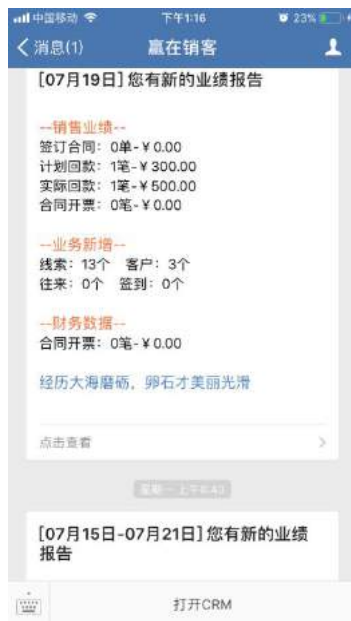 中国移动 下午1:16 23%
消息(1) 赢在销客
[07月19日]您有新的业绩报告
--销售业绩--
签订合同：0单-￥0.00
计划回款：1笔-￥300.00
实际回款：1笔-￥500.00
合同开票：0笔-￥0.00
--业务新增--
线索：13个 客户：3个
往来：0个 签到：0个
--财务数据--
合同开票：0笔-￥0.00
经历大海磨砺，卵石才美丽光滑
点击查看
星期一 上午8:43
[07月15日-07月21日]您有新的业绩
报告
打开CRM